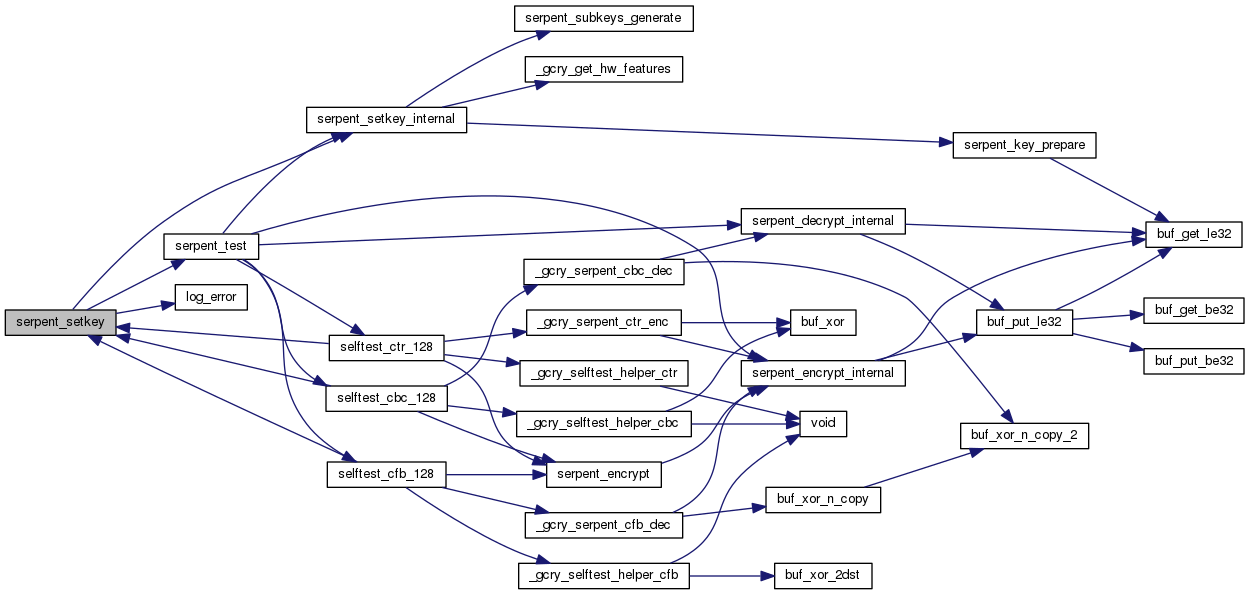 serpent_subkeys_generate
_gcry_get_hw_features
serpent_setkey_internal
serpent_key_prepare
serpent_decrypt_internal
buf_get_le32
serpent_test
_gcry_serpent_cbc_dec
log_error
buf_get_be32
serpent_setkey
_gcry_serpent_ctr_enc
buf_xor
buf_put_le32
selftest_ctr_128
buf_put_be32
_gcry_selftest_helper_ctr
serpent_encrypt_internal
selftest_cbc_128
_gcry_selftest_helper_cbc
void
buf_xor_n_copy_2
selftest_cfb_128
serpent_encrypt
buf_xor_n_copy
_gcry_serpent_cfb_dec
_gcry_selftest_helper_cfb
buf_xor_2dst